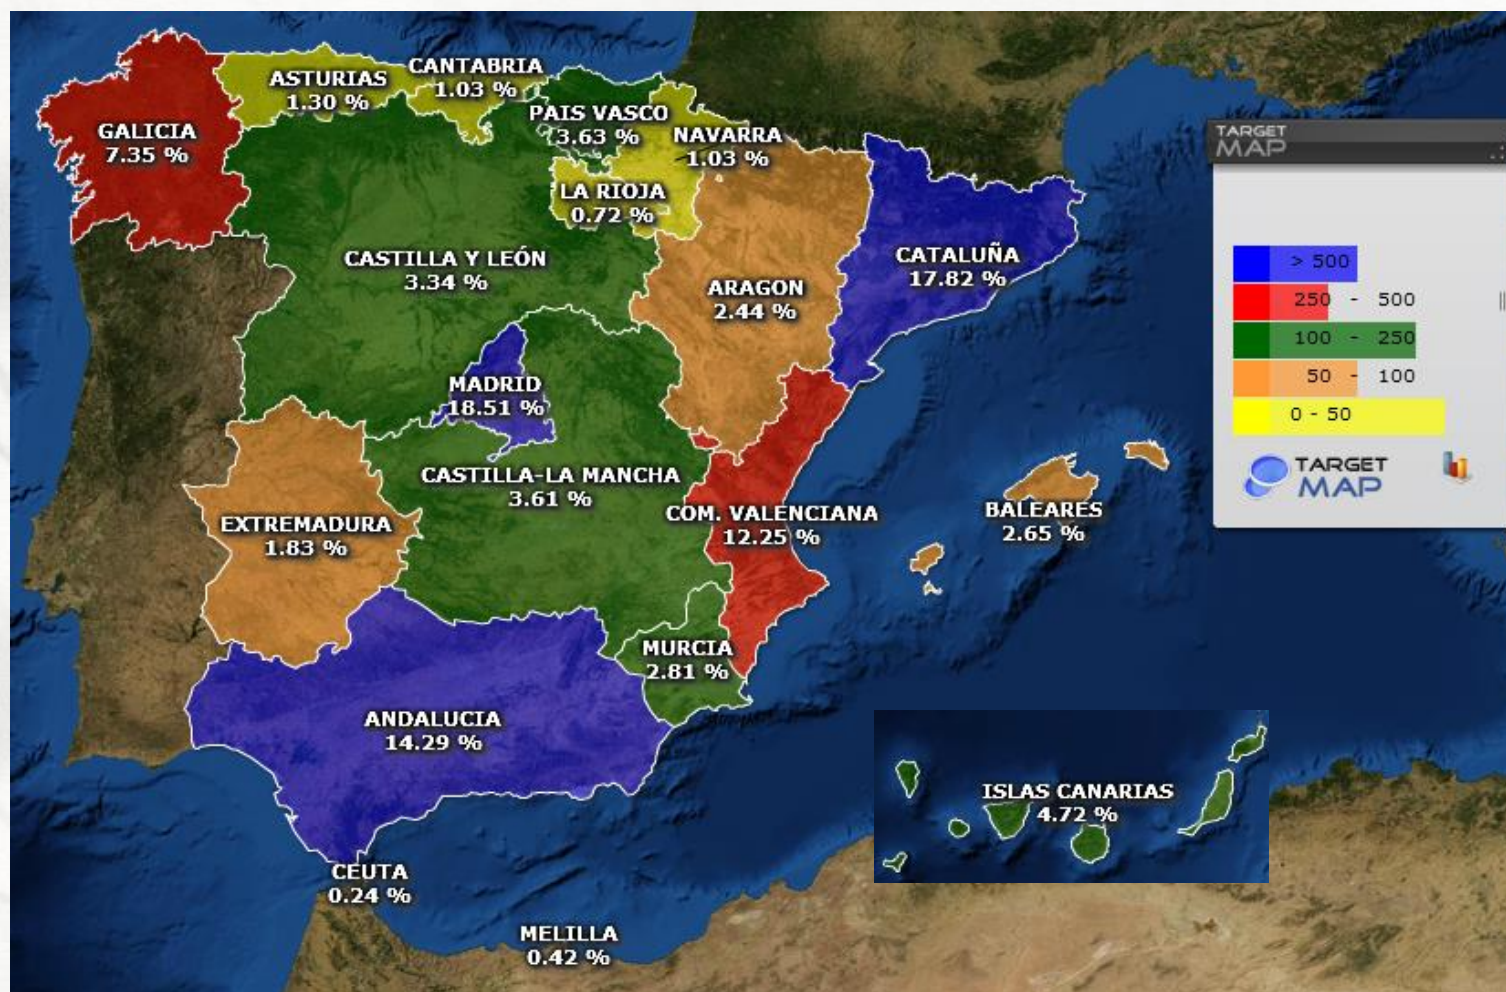 ASTURIAS
1.30 %
CANTABRIA
1.03 %
PAIS VASCO
3.63 %
GALICIA
7.35 %
NAVARRA
1.03 %
LA RIOJA
0.72 %
CASTILLA Y LEÓN
3.34 %
ARAGON
2.44 %
CATALUÑA
17.82 %
MADRID
18.51 %
CASTILLA-LA MANCHA
3.61 %
EXTREMADURA
1.83 %
COM. VALENCIANA
12.25 %
BALEARES
2.65 %
MURCIA
2.81 %
ANDALUCIA
14.29 %
ISLAS CANARIAS
4.72 %
CEUTA
0.24 %
MELILLA
0.42 %
TARGET
MAP
> 500
250 - 500
100 - 250
50 - 100
0 - 50
TARGET
MAP